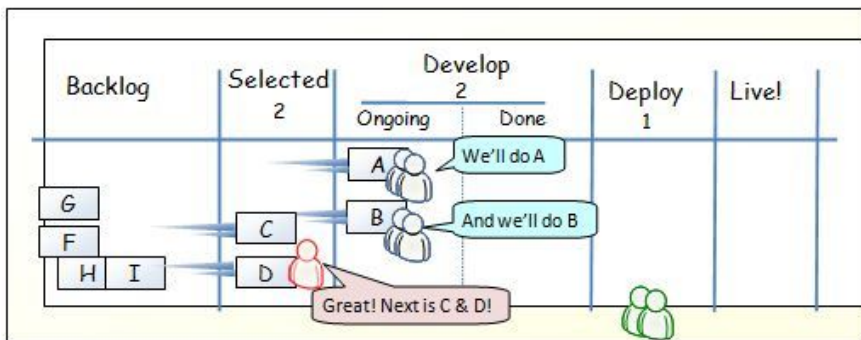 Backlog
Selected
2
Develop
2
Ongoing
Done
Deploy
1
Live!
A
We'll do A
G
F
H
I
C
D
B
And we'll do B
Great! Next is C & D!